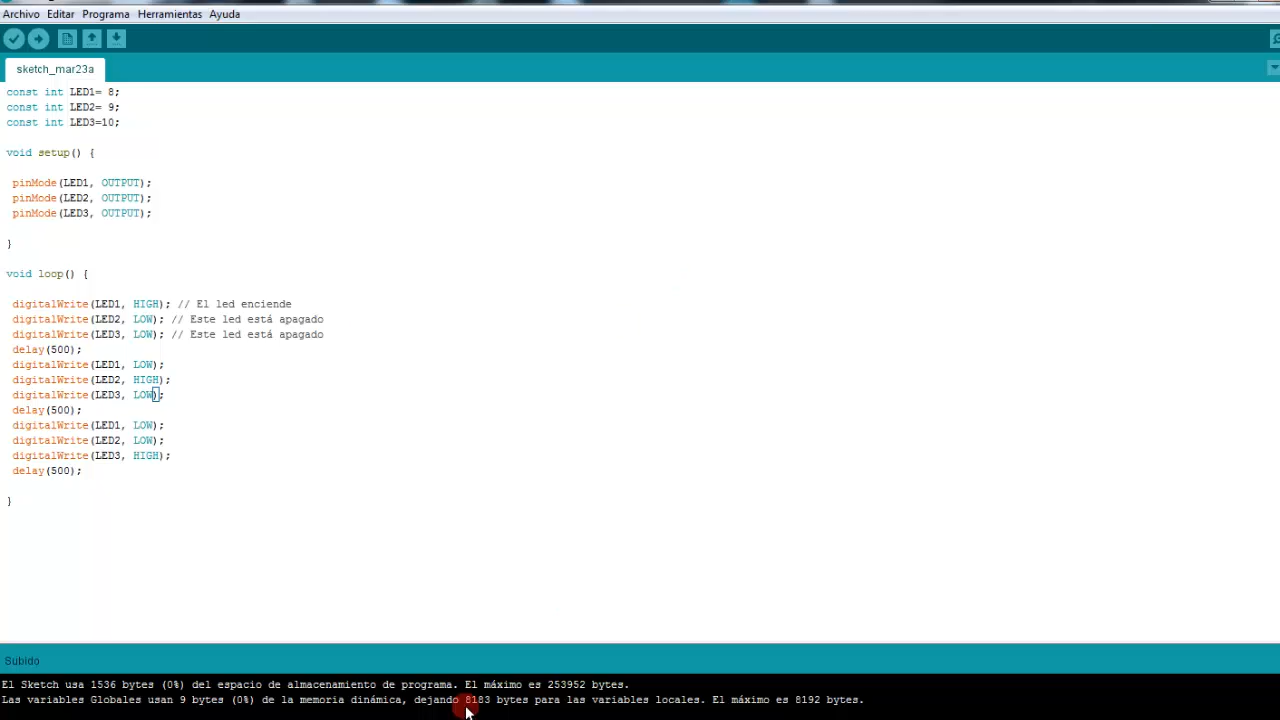 Archivo Editar Programa Herramientas Ayuda
sketch_mar23a
const int LED1= 8;
const int LED2= 9;
const int LED3=10;
void setup() {
pinMode(LED1, OUTPUT);
pinMode(LED2, OUTPUT);
pinMode(LED3, OUTPUT);
}
void loop() {
digitalWrite(LED1, HIGH); // El led enciende
digitalWrite(LED2, LOW); // Este led está apagado
digitalWrite(LED3, LOW); // Este led está apagado
delay(500);
digitalWrite(LED1, LOW);
digitalWrite(LED2, HIGH);
digitalWrite(LED3, LOW);
delay(500);
digitalWrite(LED1, LOW);
digitalWrite(LED2, LOW);
digitalWrite(LED3, HIGH);
delay(500);
}
Subido
El Sketch usa 1536 bytes (0%) del espacio de almacenamiento de programa. El máximo es 253952 bytes.
Las variables Globales usan 9 bytes (0%) de la memoria dinámica, dejando 8183 bytes para las variables locales. El máximo es 8192 bytes.